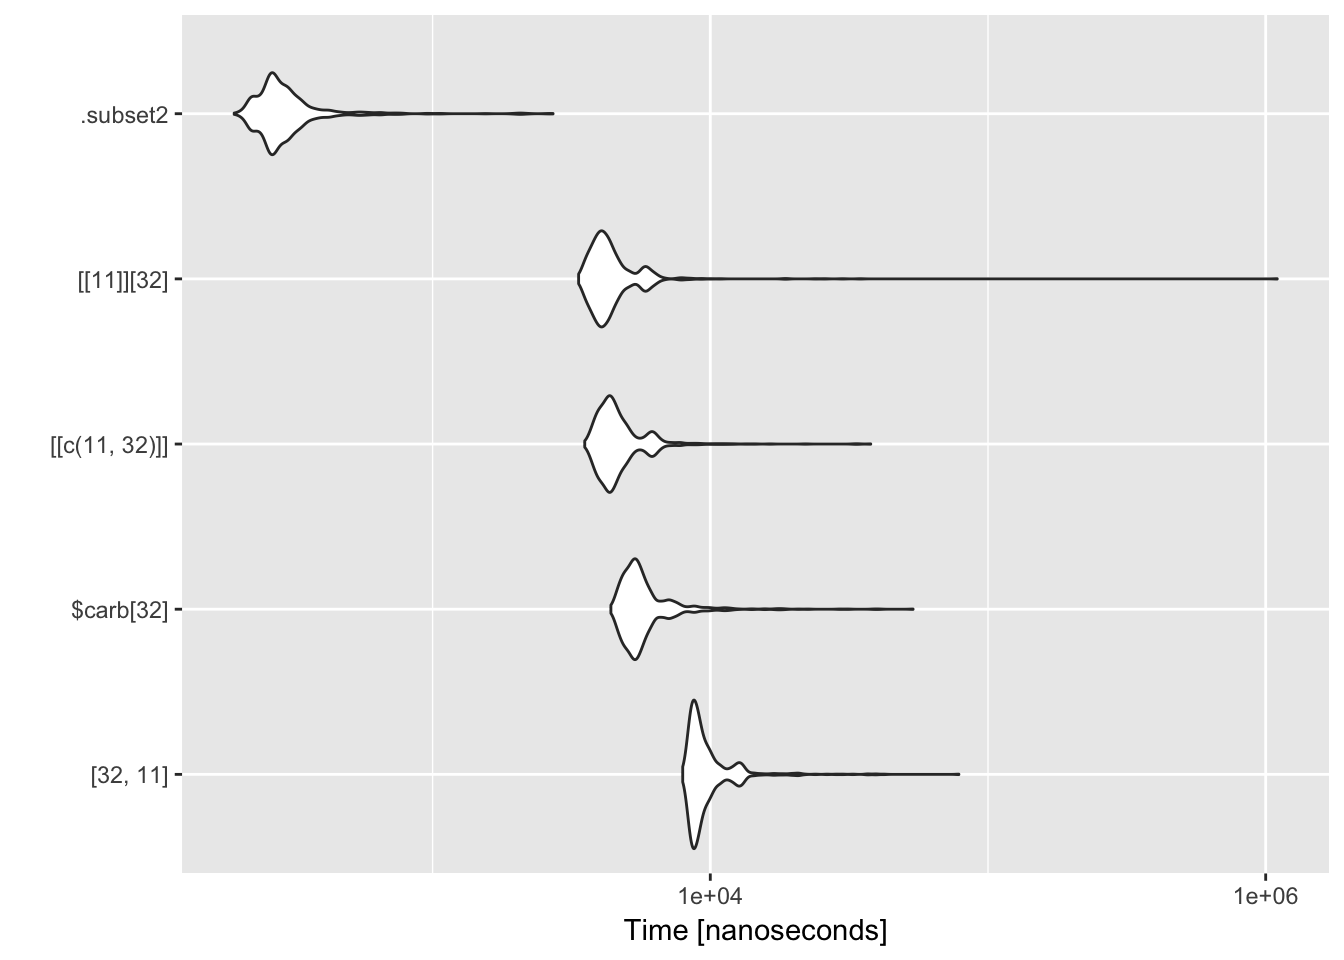 .subset2
[[11]][32]
[[c(11, 32)]]
$carb[32]
[32, 11]
1e+04
1e+06
Time [nanoseconds]